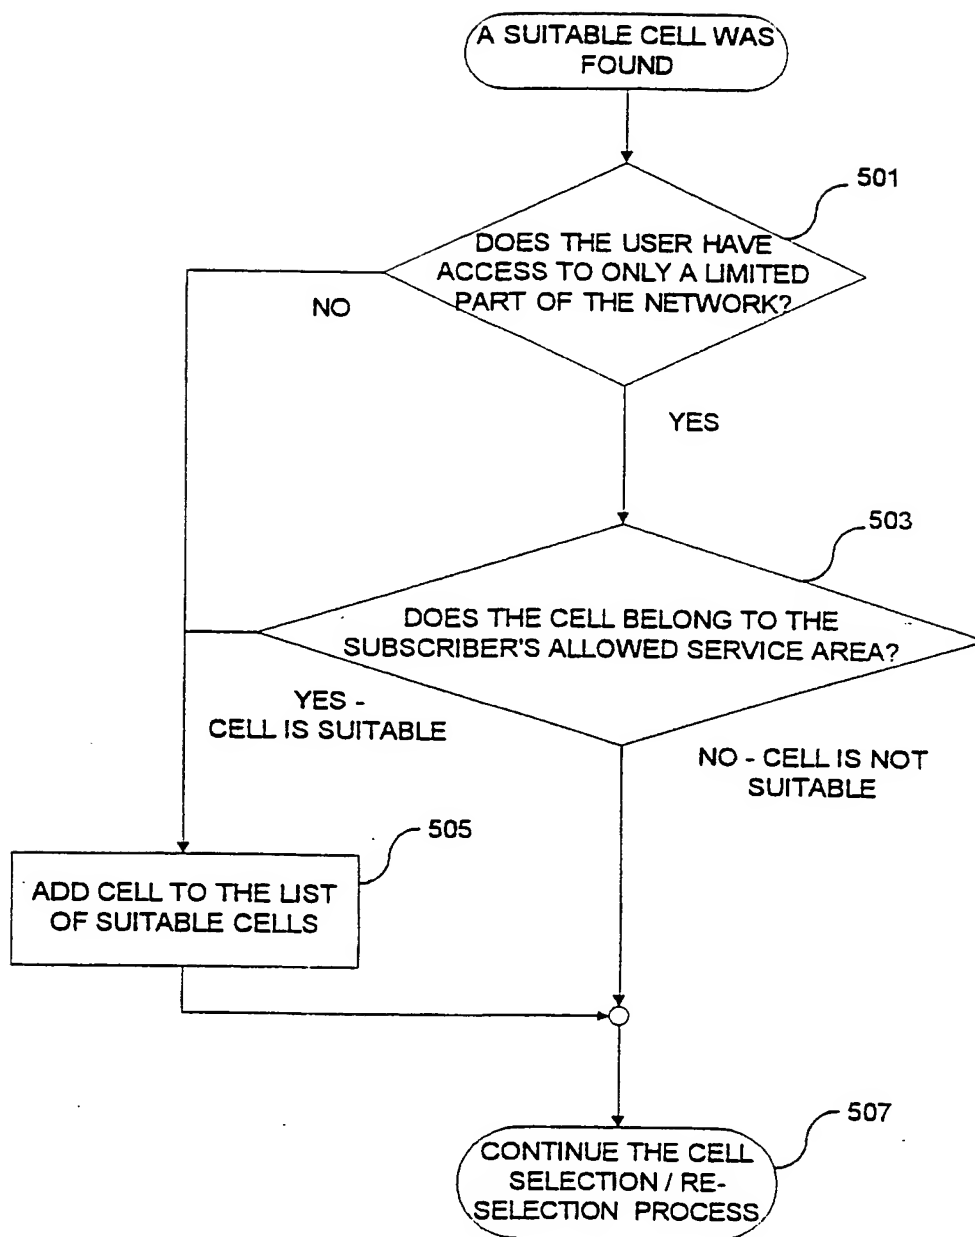 A SUITABLE CELL WAS
FOUND
501
DOES THE USER HAVE
ACCESS TO ONLY A LIMITED
PART OF THE NETWORK?
NO
YES
503
DOES THE CELL BELONG TO THE
SUBSCRIBER'S ALLOWED SERVICE AREA?
YES -
CELL IS SUITABLE
NO - CELL IS NOT
SUITABLE
505
ADD CELL TO THE LIST
OF SUITABLE CELLS
507
CONTINUE THE CELL
SELECTION / RE-
SELECTION PROCESS